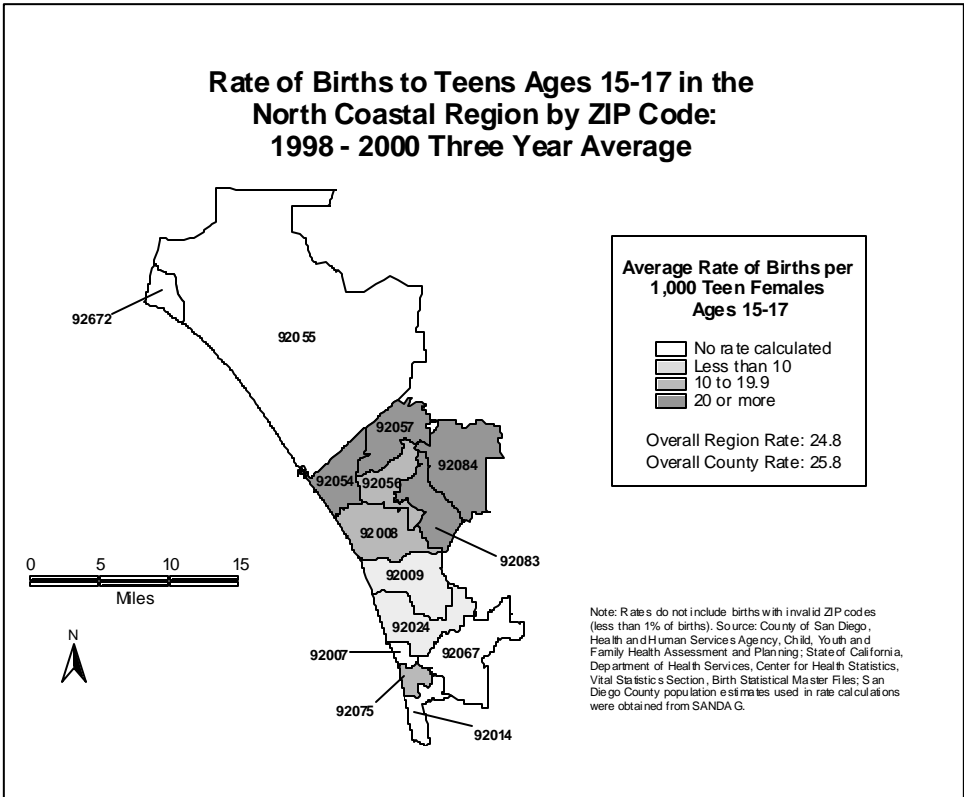 Rate of Births to Teens Ages 15-17 in the
North Coastal Region by ZIP Code:
1998 - 2000 Three Year Average
Average Rate of Births per
1,000 Teen Females
Ages 15-17
No rate calculated
Less than 10
10 to 19.9
20 or more
Overall Region Rate: 24.8
Overall County Rate: 25.8
92672
92055
92057
92084
92054
92056
92008
92083
92009
92024
92007
92067
92075
92014
0 5 10 15
Miles
N
Note: Rates do not include births with invalid ZIP codes
(less than 1% of births). Source: County of San Diego,
Health and Human Services Agency, Child, Youth and
Family Health Assessment and Planning; State of California,
Department of Health Services, Center for Health Statistics,
Vital Statistics Section, Birth Statistical Master Files; San
Diego County population estimates used in rate calculations
were obtained from SANDAG.